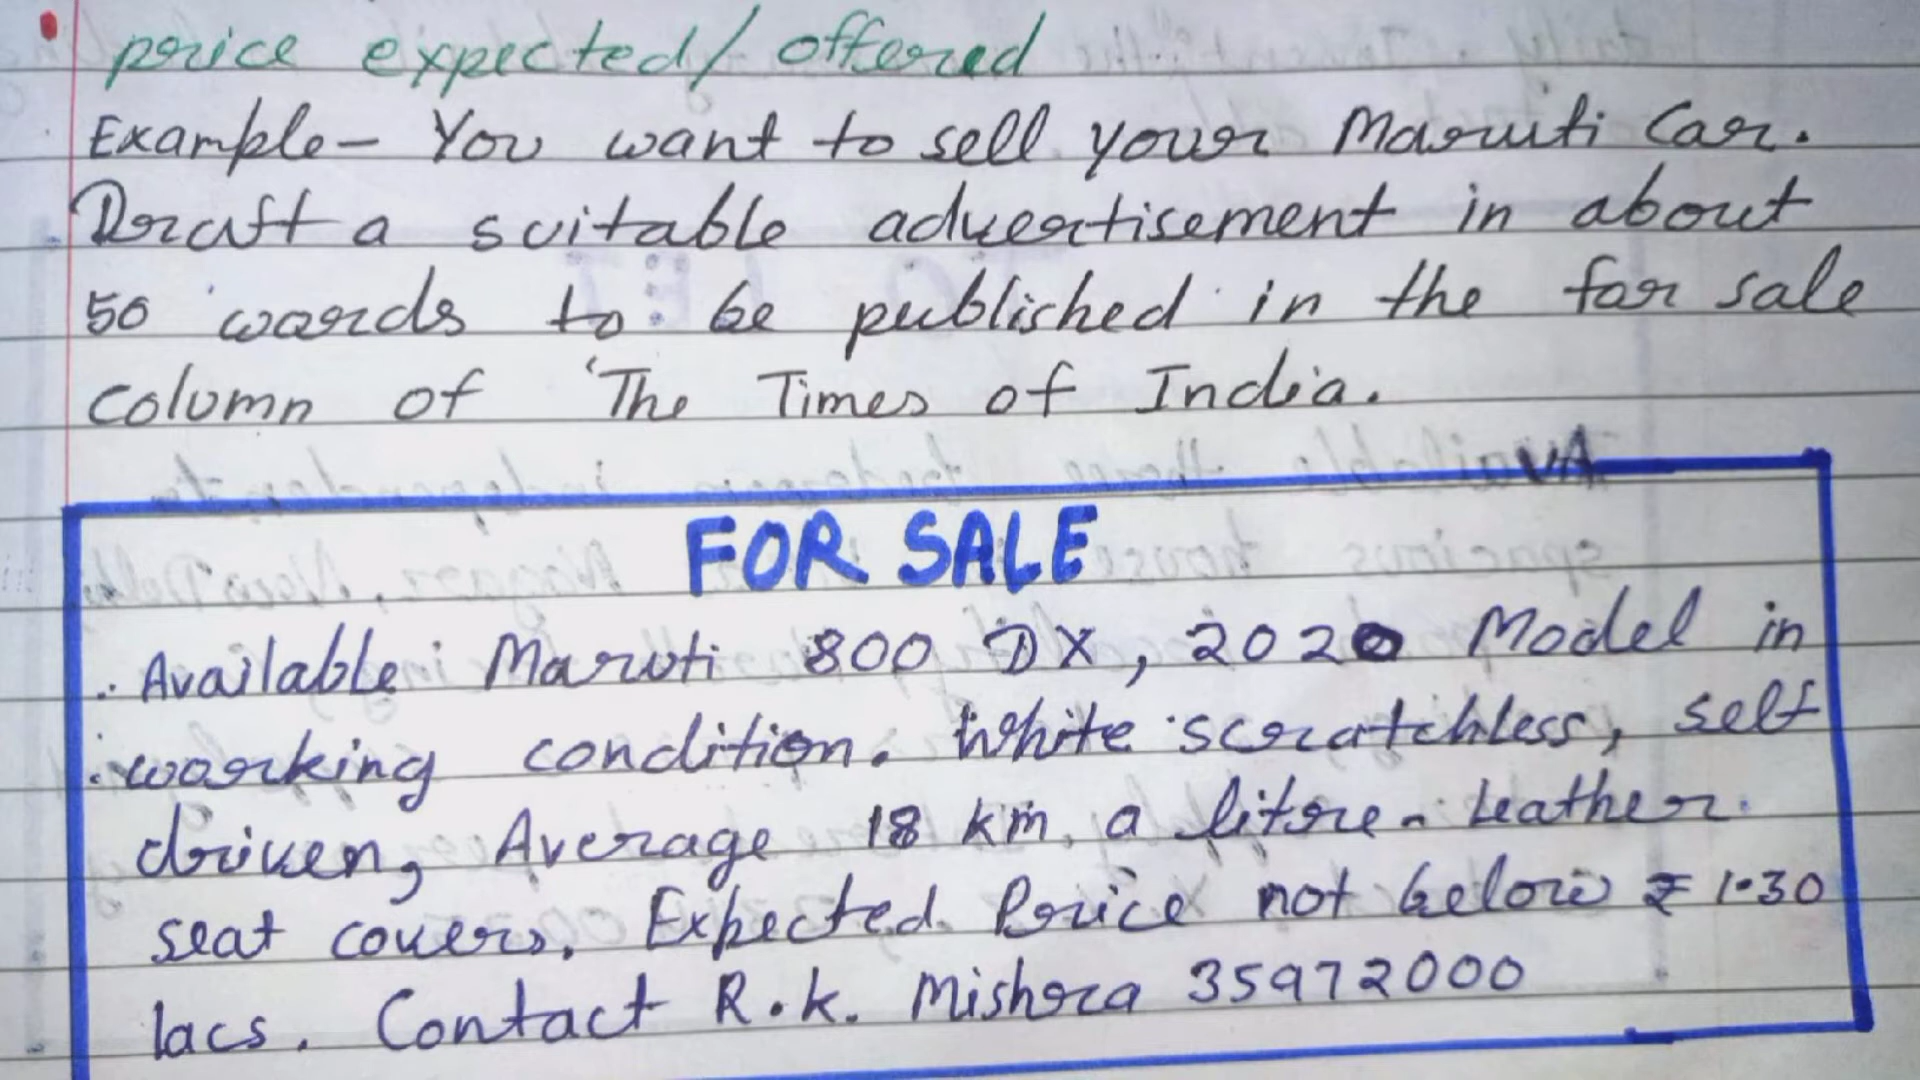 • price expected/ offered
Example- You want to sell your Maruti Car.
Draft a suitable advertisement in about
50 words to be published in the for sale
column of 'The Times of India.
FOR SALE
Available Maruti 800 DX, 2020 Model in
working condition. White scratchless, self
driven, Average 18 km. a litre. Leather
seat covers. Expected Price not below ₹ 1.30
lacs. Contact R.K. Mishra 35972000